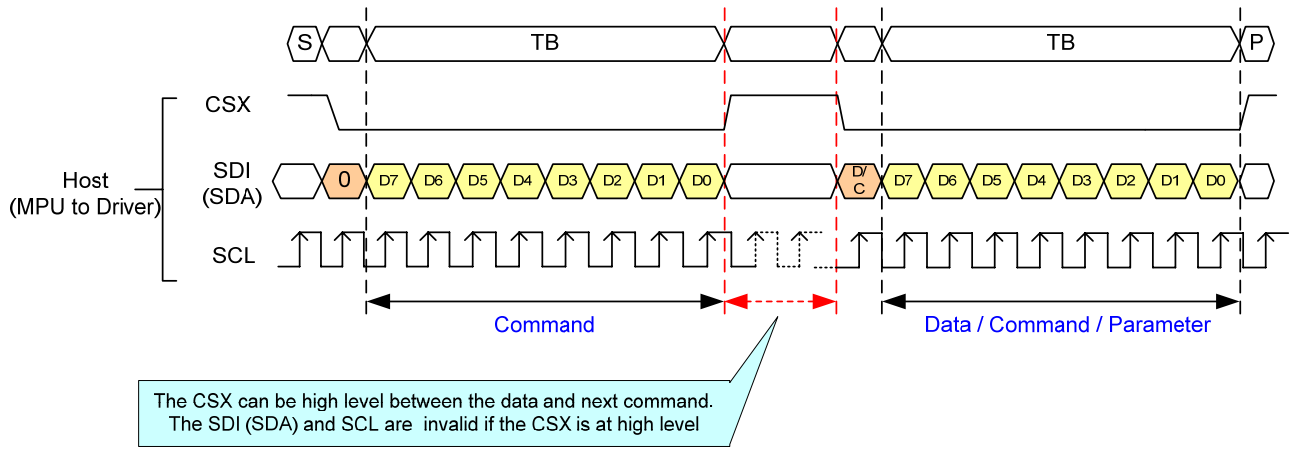 S TB TB P
CSX
Host
(MPU to Driver)
SDI
(SDA)
0 D7 D6 D5 D4 D3 D2 D1 D0 D/
C D7 D6 D5 D4 D3 D2 D1 D0
SCL
Command
Data / Command / Parameter
The CSX can be high level between the data and next command.
The SDI (SDA) and SCL are invalid if the CSX is at high level